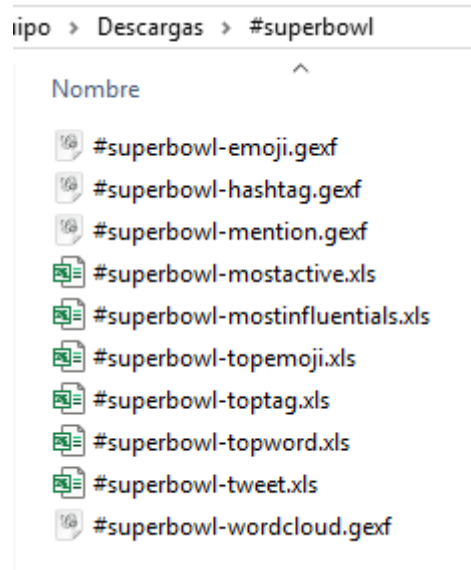 ipo > Descargas > #superbowl
Nombre
#superbowl-emoji.gexf
#superbowl-hashtag.gexf
#superbowl-mention.gexf
#superbowl-mostactive.xls
#superbowl-mostinfluentials.xls
#superbowl-topemoji.xls
#superbowl-toptag.xls
#superbowl-topword.xls
#superbowl-tweet.xls
#superbowl-wordcloud.gexf